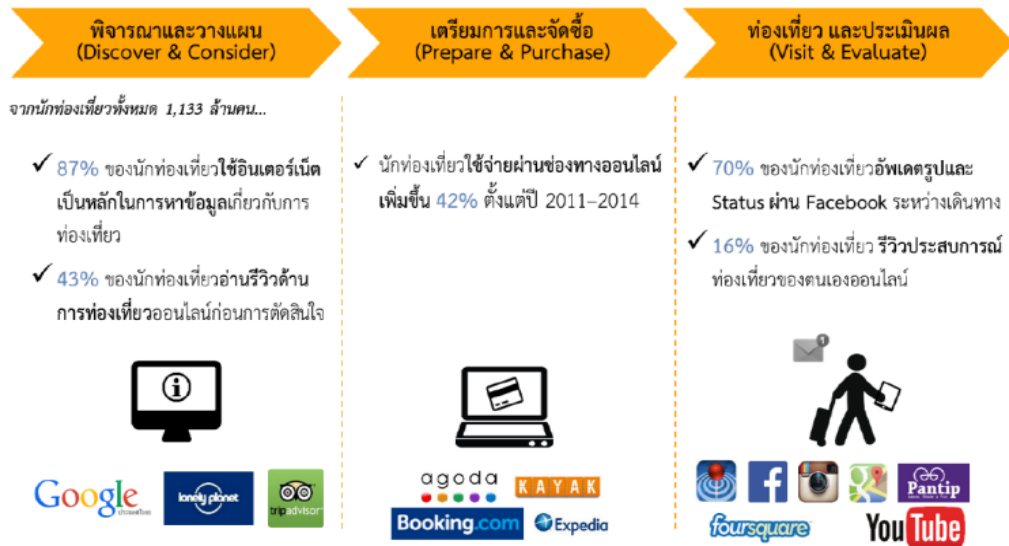 พิจารณาและวางแผน
(Discover & Consider)
เตรียมการและจัดซื้อ
(Prepare & Purchase)
ท่องเที่ยว และประเมินผล
(Visit & Evaluate)
จากนักท่องเที่ยวทั้งหมด 1,133 ล้านคน...
✓ 87% ของนักท่องเที่ยวใช้อินเตอร์เน็ต
เป็นหลักในการหาข้อมูลเกี่ยวกับการ
ท่องเที่ยว
✓ 43% ของนักท่องเที่ยวอ่านรีวิวด้าน
การท่องเที่ยวออนไลน์ก่อนการตัดสินใจ
✓ นักท่องเที่ยวใช้จ่ายผ่านช่องทางออนไลน์
เพิ่มขึ้น 42% ตั้งแต่ปี 2011–2014
✓ 70% ของนักท่องเที่ยวอัพเดตรูปและ
Status ผ่าน Facebook ระหว่างเดินทาง
✓ 16% ของนักท่องเที่ยว รีวิวประสบการณ์
ท่องเที่ยวของตนเองออนไลน์
1
Google
ประเทศไทย
lonely planet
tripadvisor
agoda
KAYAK
Booking.com
Expedia
Pantip
foursquare
YouTube